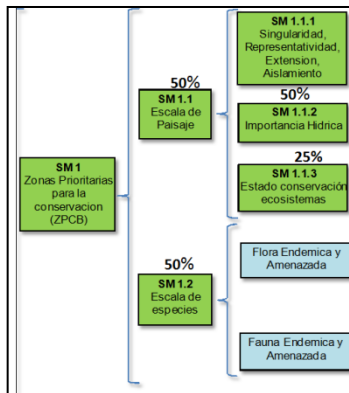 SM 1
Zonas Prioritarias
para la
conservacion
(ZPCB)
50%
SM 1.1
Escala de
Paisaje
SM 1.1.1
Singularidad,
Representatividad,
Extension,
Aislamiento
50%
SM 1.1.2
Importancia Hidrica
25%
SM 1.1.3
Estado conservación
ecosistemas
50%
SM 1.2
Escala de
especies
Flora Endemica y
Amenazada
Fauna Endemica y
Amenazada